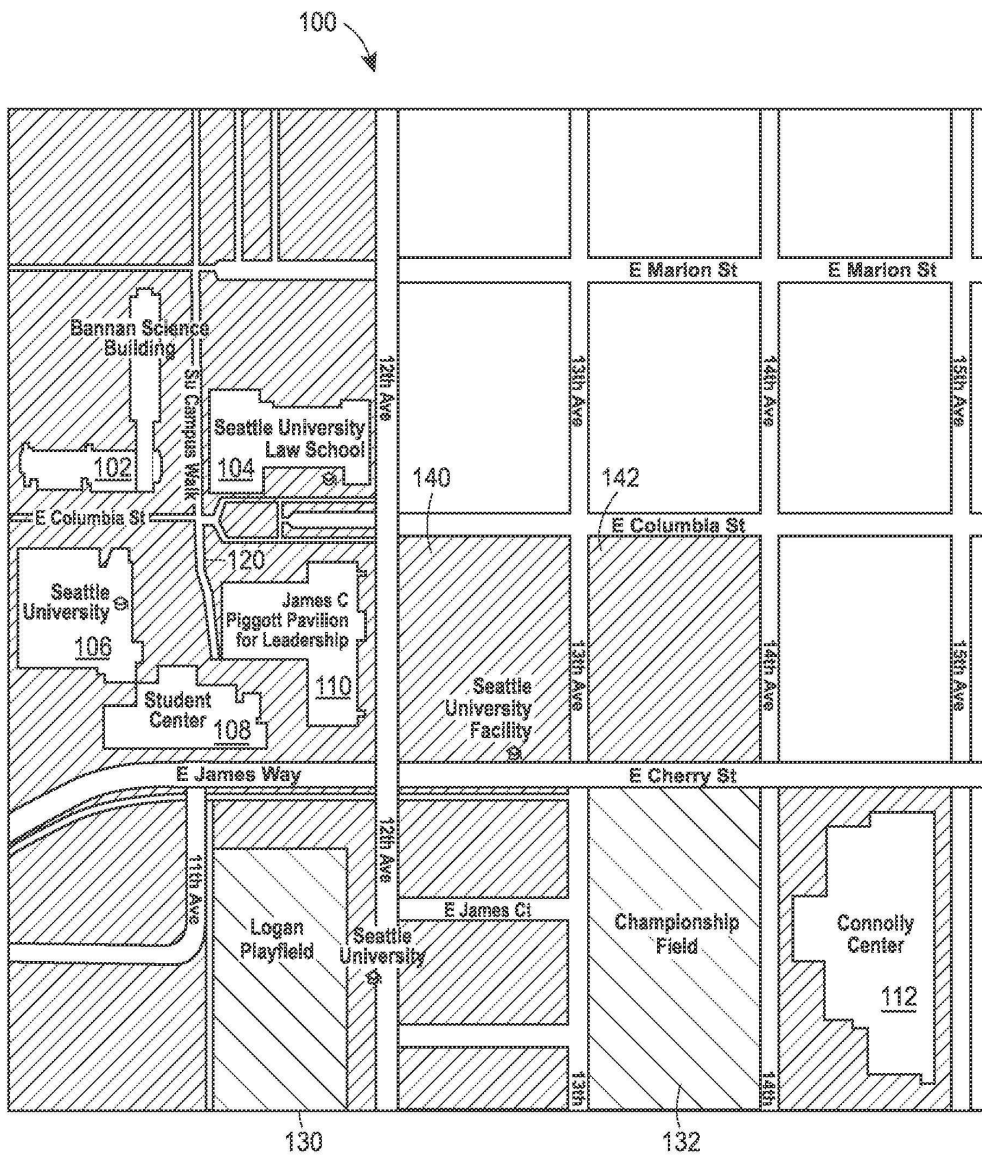 100
E Marion St
E Marion St
Bannan Science
Building
Su Campus Walk
12th Ave
13th Ave
14th Ave
15th Ave
Seattle University
Law School
102
104
140
142
E Columbia St
E Columbia St
120
Seattle
University
106
James C
Piggott Pavilion
for Leadership
110
13th Ave
14th Ave
15th Ave
Seattle
University
Facility
Student
Center
108
E James Way
E Cherry St
11th Ave
12th Ave
Logan
Playfield
E James Ct
Seattle
University
Championship
Field
Connolly
Center
112
13th
14th
130
132